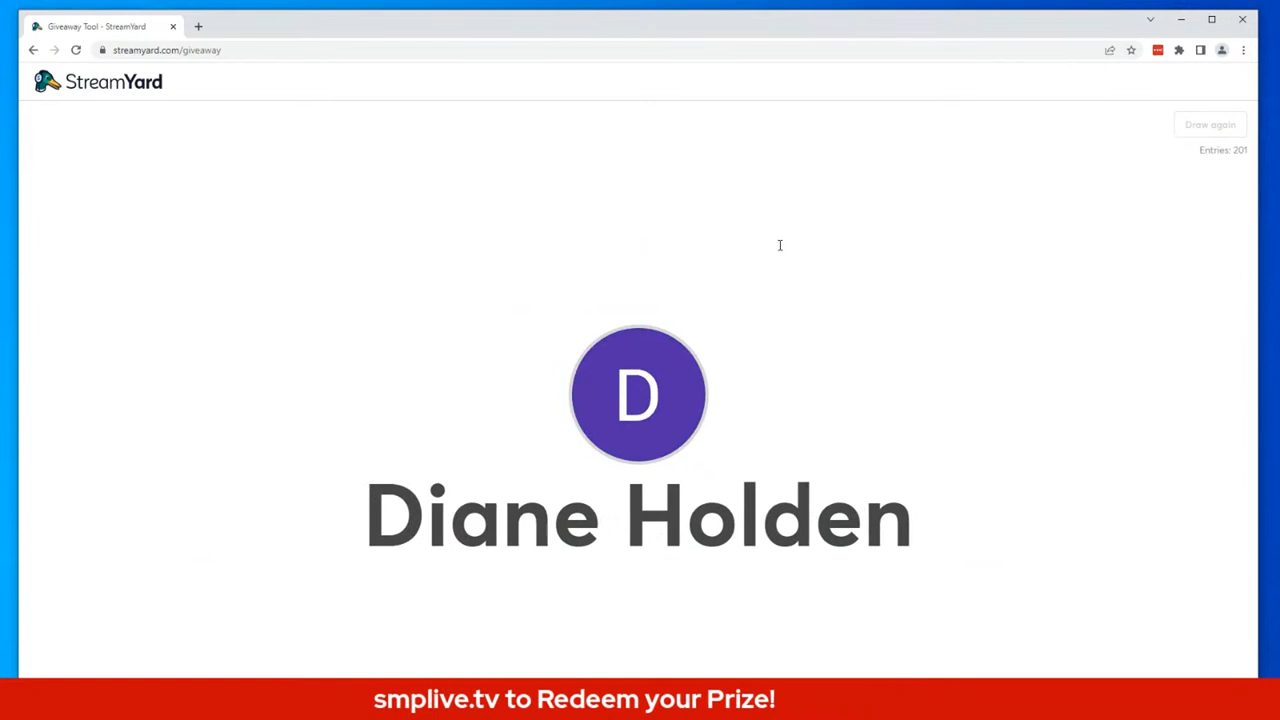 Giveaway Tool - StreamYard
streamyard.com/giveaway
StreamYard
Draw again
Entries: 201
D
Diane Holden
smplive.tv to Redeem your Prize!